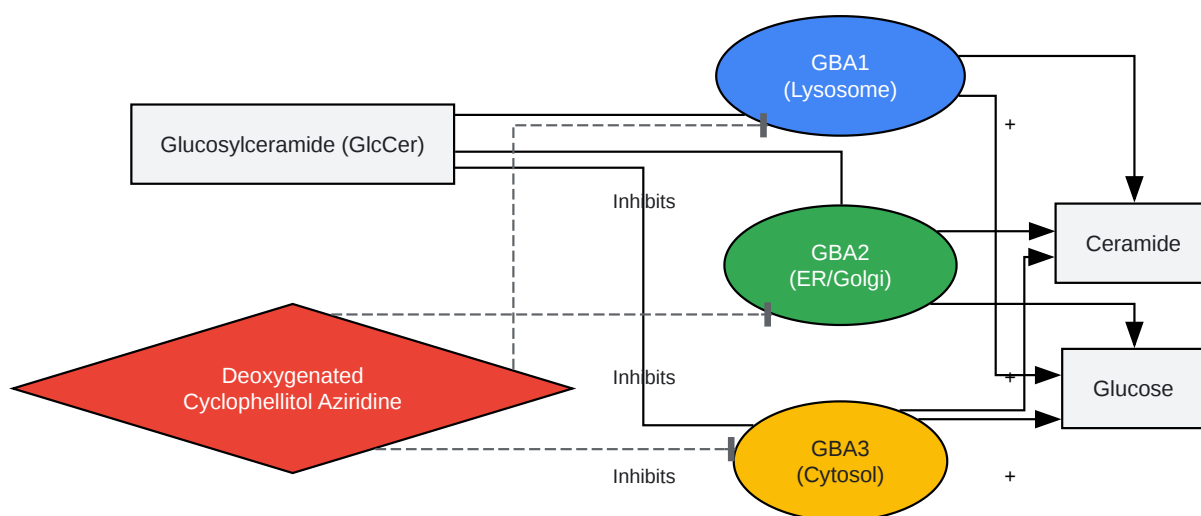 GBA1
(Lysosome)
+
Glucosylceramide (GlcCer)
Inhibits
GBA2
(ER/Golgi)
Ceramide
Deoxygenated
Cyclophellitol Aziridine
Inhibits
+
Glucose
GBA3
(Cytosol)
Inhibits
+